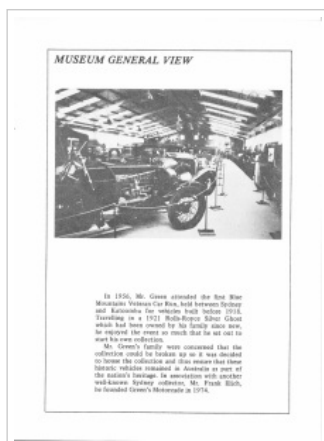 MUSEUM GENERAL VIEW
In 1956, Mr. Green attended the first Blue
Mountains Veteran Car Run, held between Sydney
and Katoomba for vehicles built before 1918.
Travelling in a 1921 Rolls-Royce Silver Ghost
which had been owned by his family since new,
he enjoyed the event so much that he set out to
start his own collection.
Mr. Green's family were concerned that the
collection could be broken up so it was decided
to house the collection and thus ensure that these
historic vehicles remained in Australia as part of
the nation's heritage. In association with another
well-known Sydney collector, Mr. Frank Illich,
he founded Green's Motorcade in 1974.